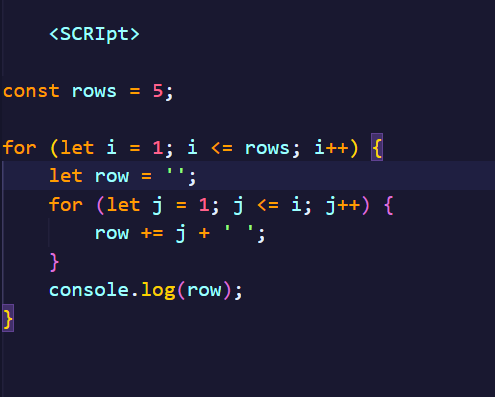 <SCRIpt>
const rows = 5;
for (let i = 1; i <= rows; i++) {
let row = '';
for (let j = 1; j <= i; j++) {
row += j + ' ';
}
console.log(row);
}